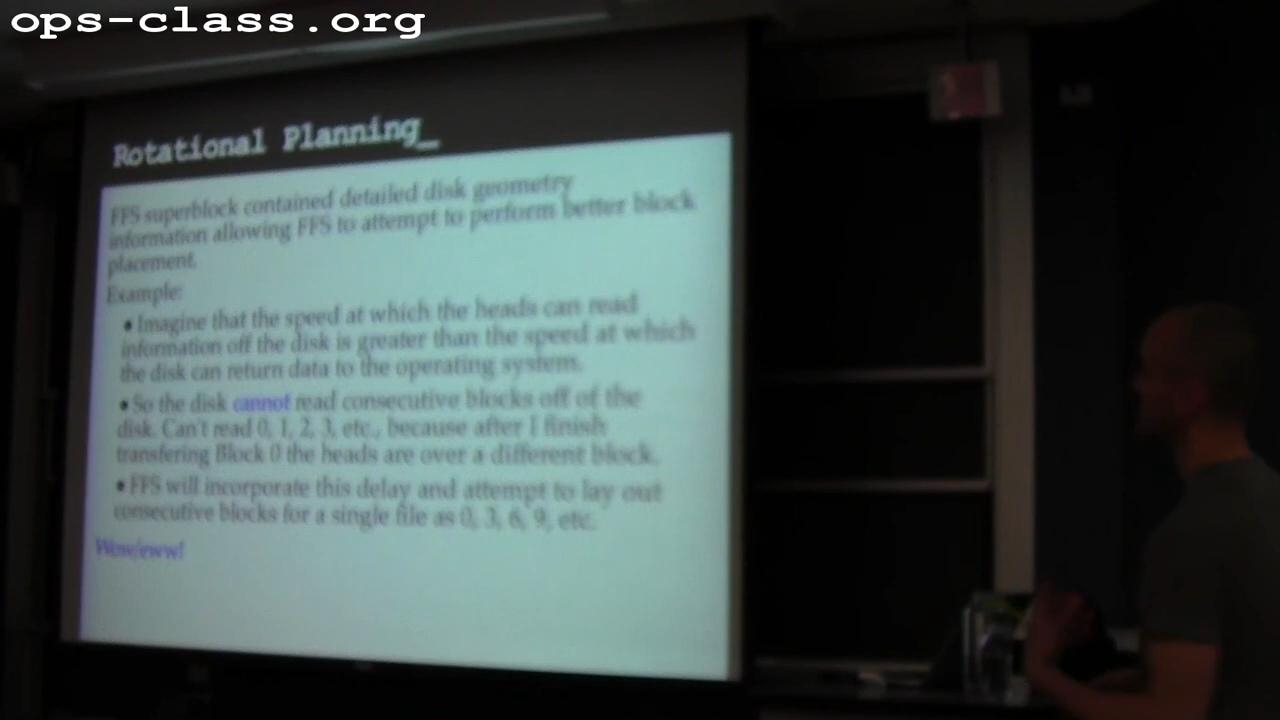 ops-class.org
Rotational Planning_
FFS superblock contained detailed disk geometry
information allowing FFS to attempt to perform better block
placement.
Example:
• Imagine that the speed at which the heads can read
information off the disk is greater than the speed at which
the disk can return data to the operating system.
• So the disk cannot read consecutive blocks off of the
disk. Can't read 0, 1, 2, 3, etc., because after I finish
transfering Block 0 the heads are over a different block.
• FFS will incorporate this delay and attempt to lay out
consecutive blocks for a single file as 0, 3, 6, 9, etc.
Wow/eww!